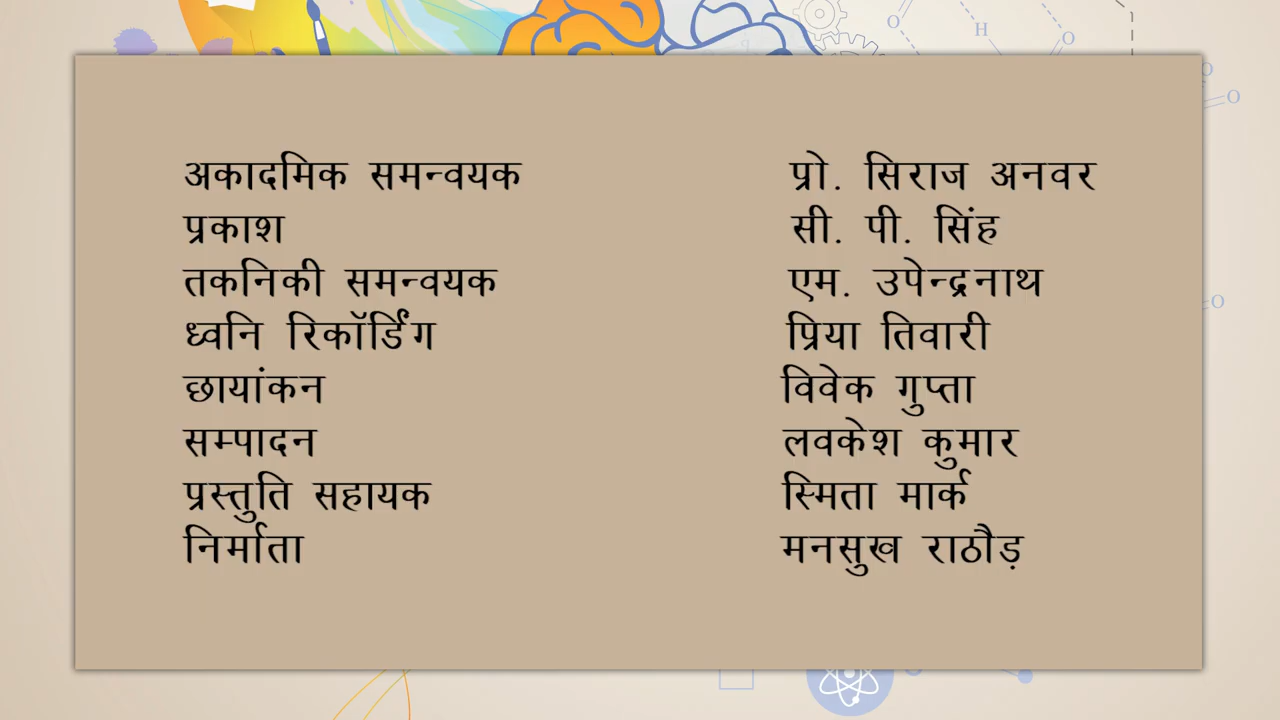 अकादमिक समन्वयक प्रो. सिराज अनवर
प्रकाश सी. पी. सिंह
तकनिकी समन्वयक एम. उपेन्द्रनाथ
ध्वनि रिकॉर्डिंग प्रिया तिवारी
छायांकन विवेक गुप्ता
सम्पादन लवकेश कुमार
प्रस्तुति सहायक स्मिता मार्क
निर्माता मनसुख राठौड़
O
H
O
O
O
O
O